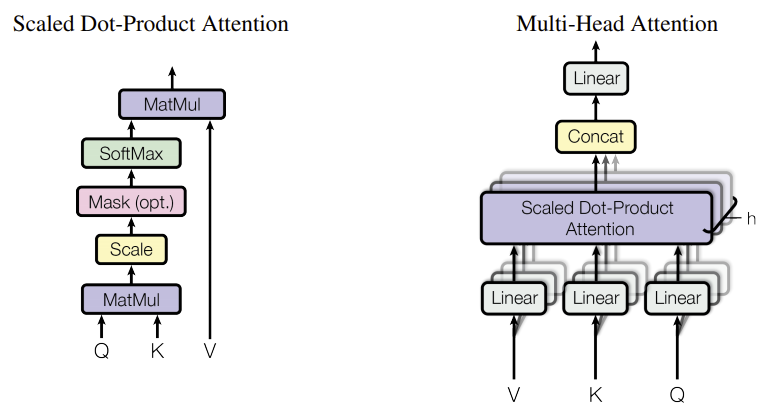 Scaled Dot-Product Attention
MatMul
SoftMax
Mask (opt.)
Scale
MatMul
Q K V
Multi-Head Attention
Linear
Concat
Scaled Dot-Product
Attention
h
Linear Linear Linear
V K Q